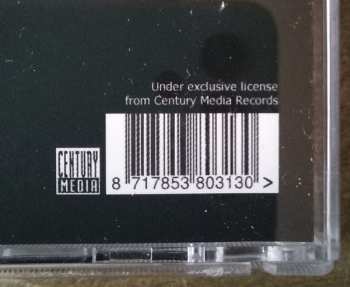 Under exclusive license
from Century Media Records
CENTURY
MEDIA
8 717853 803130 >